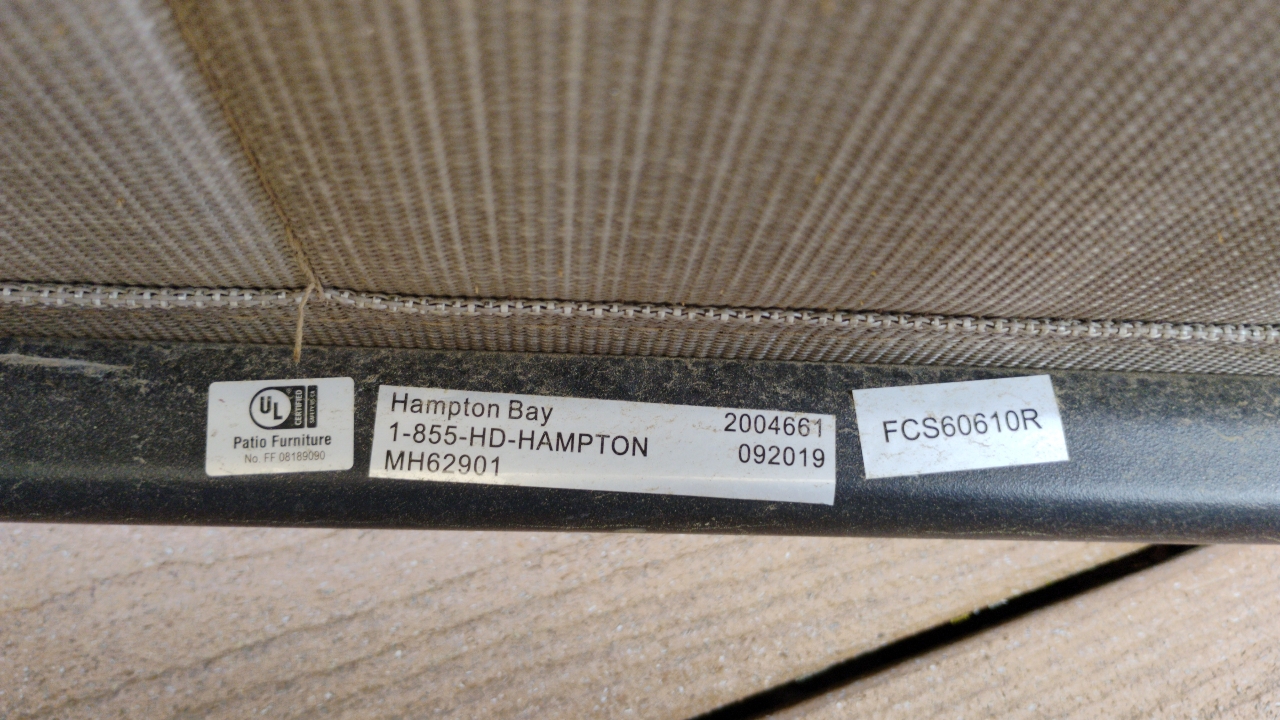 UL
CERTIFIED
Patio Furniture
No. FF 08189090
Hampton Bay
1-855-HD-HAMPTON
MH62901
2004661
092019
FCS60610R